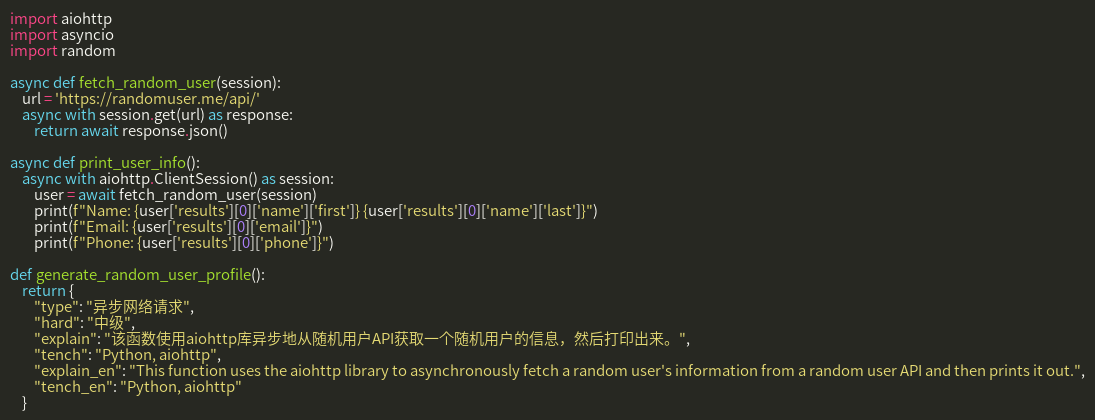 import aiohttp
import asyncio
import random

async def fetch_random_user(session):
    url = 'https://randomuser.me/api/'
    async with session.get(url) as response:
        return await response.json()

async def print_user_info():
    async with aiohttp.ClientSession() as session:
        user = await fetch_random_user(session)
        print(f"Name: {user['results'][0]['name']['first']} {user['results'][0]['name']['last']}")
        print(f"Email: {user['results'][0]['email']}")
        print(f"Phone: {user['results'][0]['phone']}")

def generate_random_user_profile():
    return {
        "type": "异步网络请求",
        "hard": "中级",
        "explain": "该函数使用aiohttp库异步地从随机用户API获取一个随机用户的信息，然后打印出来。",
        "tench": "Python, aiohttp",
        "explain_en": "This function uses the aiohttp library to asynchronously fetch a random user's information from a random user API and then prints it out.",
        "tench_en": "Python, aiohttp"
    }